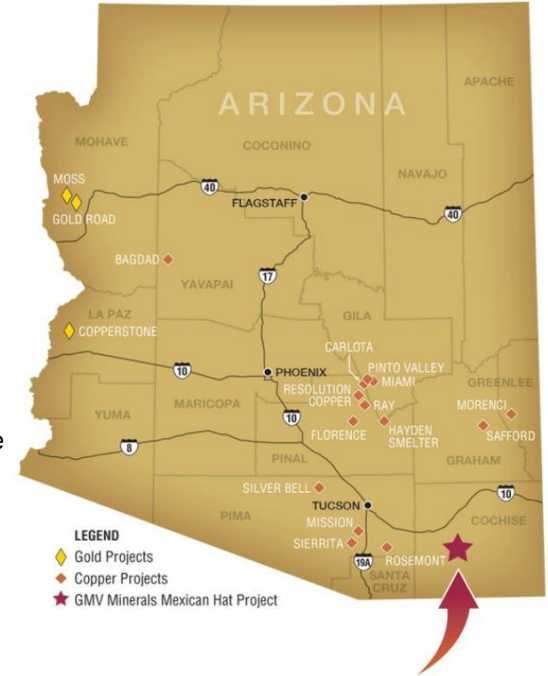 ARIZONA
APACHE
MOHAVE
COCONINO
NAVAJO
MOSS
GOLD ROAD
40
FLAGSTAFF
40
BAGDAD
17
YAVAPAI
GILA
LA PAZ
COPPERSTONE
CARLOTA
PINTO VALLEY
MIAMI
10
PHOENIX
RESOLUTION
COPPER
RAY
GREENLEE
MORENCI
SAFFORD
YUMA
MARICOPA
10
FLORENCE
HAYDEN
SMELTER
e
8
PINAL
GRAHAM
SILVER BELL
10
PIMA
TUCSON
COCHISE
MISSION
SIERRITA
ROSEMONT
19A
SANTA
CRUZ
LEGEND
Gold Projects
Copper Projects
GMV Minerals Mexican Hat Project